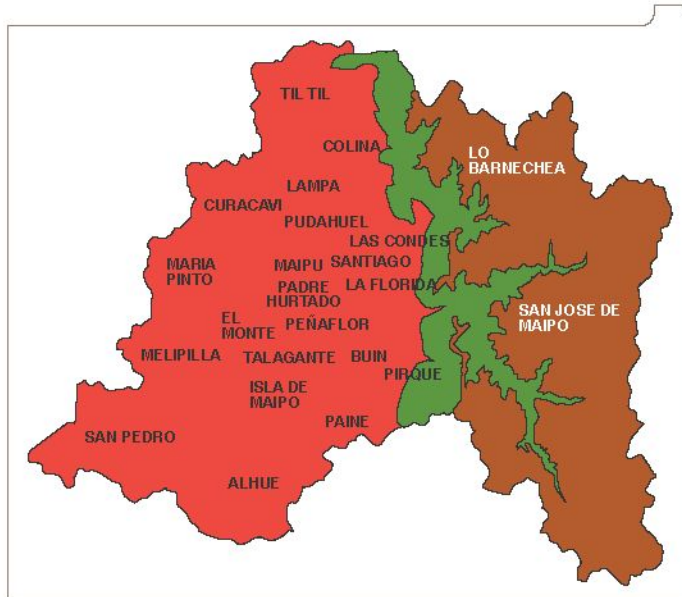 TIL TIL
COLINA
LO
BARNECHEA
LAMPA
CURACAVI
PUDAHUEL
LAS CONDES
MARIA
PINTO
MAIPU
SANTIAGO
PADRE
HURTADO
LA FLORIDA
EL
MONTE
PEÑAFLOR
SAN JOSE DE
MAIPO
MELIPILLA
TALAGANTE
BUIN
PIRQUE
ISLA DE
MAIPO
PAINE
SAN PEDRO
ALHUE